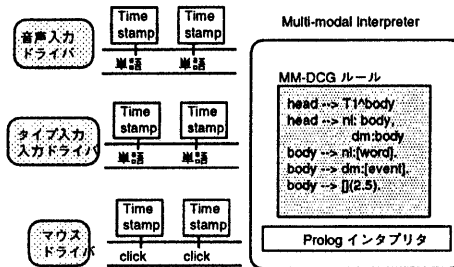 音声入力
ドライバ
Time
stamp
Time
stamp
単語
単語
タイプ入力
入力ドライバ
Time
stamp
Time
stamp
単語
単語
マウス
ドライバ
Time
stamp
Time
stamp
click
click
Multi-modal Interpreter
MM-DCG ルール
head --> T1^body
head --> nl: body,
dm:body
body --> nl:[word].
body --> dm:[event].
body --> [](2.5).
Prolog インタプリタ